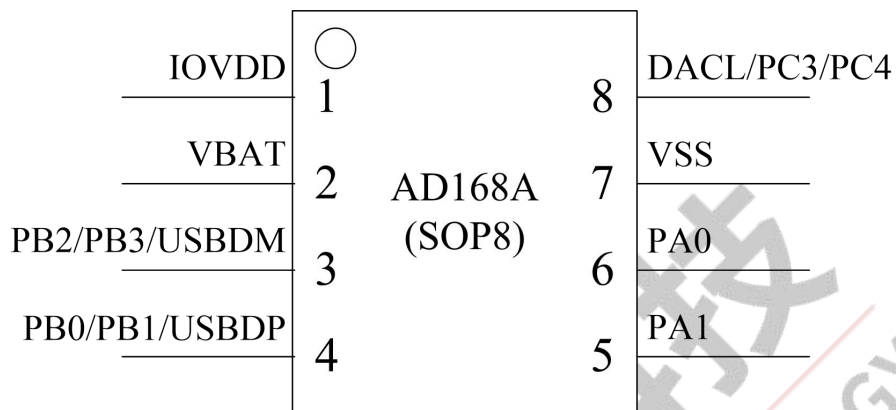 IOVDD
1
8
DACL/PC3/PC4
VBAT
2
7
VSS
AD168A
(SOP8)
PB2/PB3/USBDM
3
6
PA0
PB0/PB1/USBDP
4
5
PA1
技